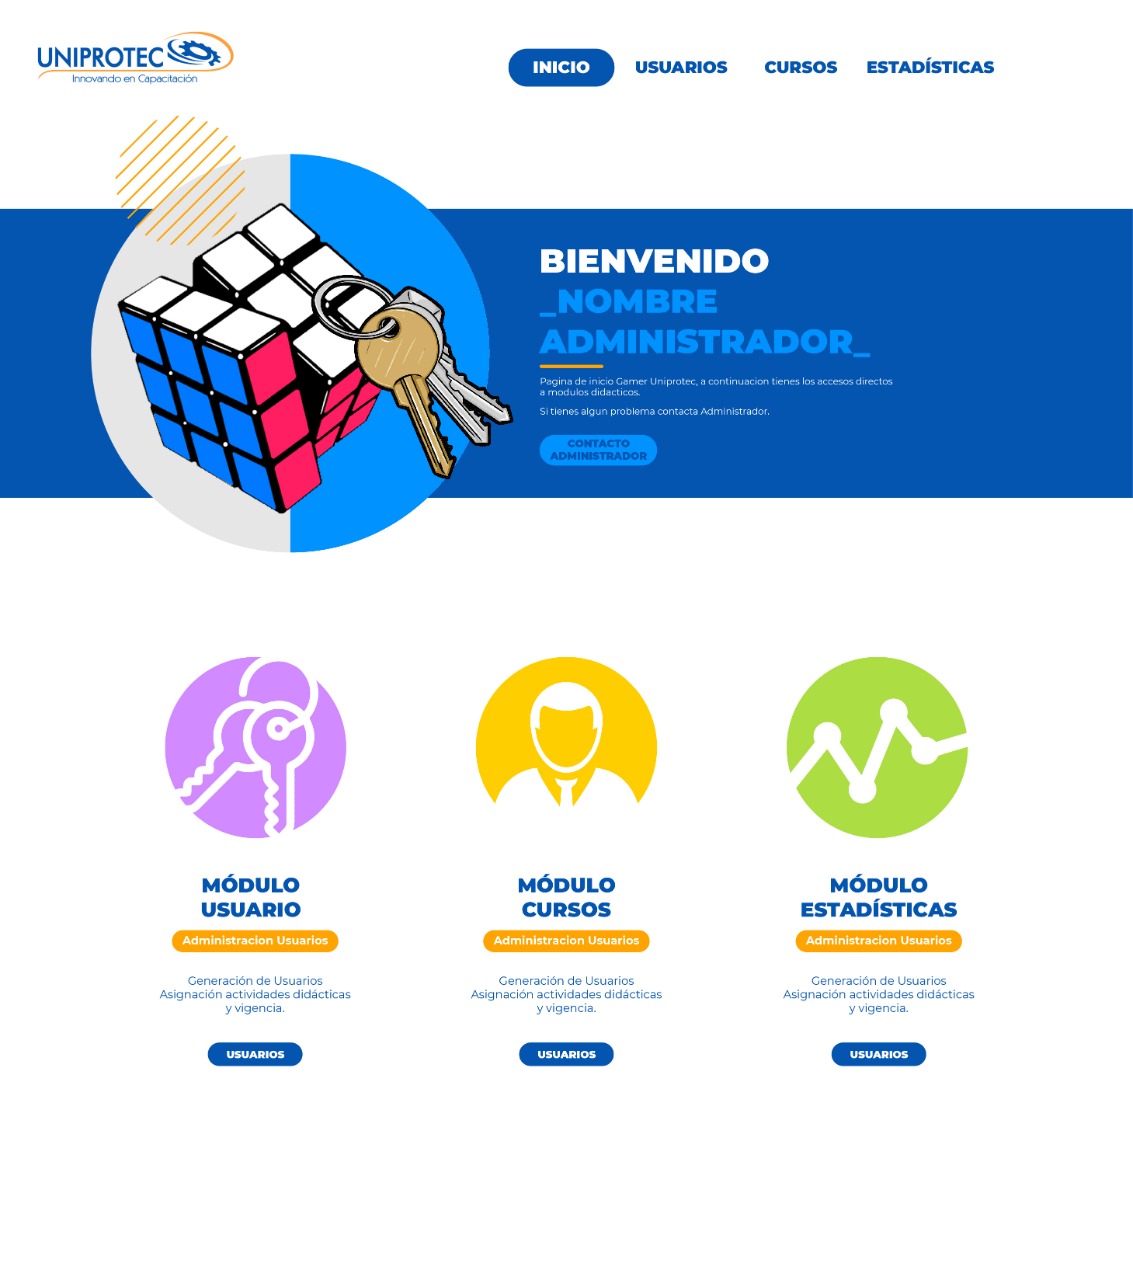 UNIPROTEC
Innovando en Capacitación
INICIO
USUARIOS
CURSOS
ESTADÍSTICAS
BIENVENIDO
_NOMBRE
ADMINISTRADOR_
Pagina de inicio Gamer Uniprotec, a continuacion tienes los accesos directos
a modulos didacticos.
Si tienes algun problema contacta Administrador.
CONTACTO
ADMINISTRADOR
MÓDULO
USUARIO
Administracion Usuarios
Generación de Usuarios
Asignación actividades didácticas
y vigencia.
USUARIOS
MÓDULO
CURSOS
Administracion Usuarios
Generación de Usuarios
Asignación actividades didácticas
y vigencia.
USUARIOS
MÓDULO
ESTADÍSTICAS
Administracion Usuarios
Generación de Usuarios
Asignación actividades didácticas
y vigencia.
USUARIOS